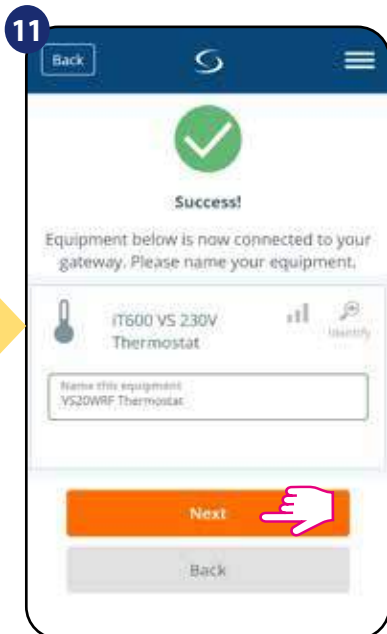 11
Back
Success!
Equipment below is now connected to your
gateway. Please name your equipment.
iT600 VS 230V
Thermostat
Identify
Name this equipment
VS20WRF Thermostat
Next
Back